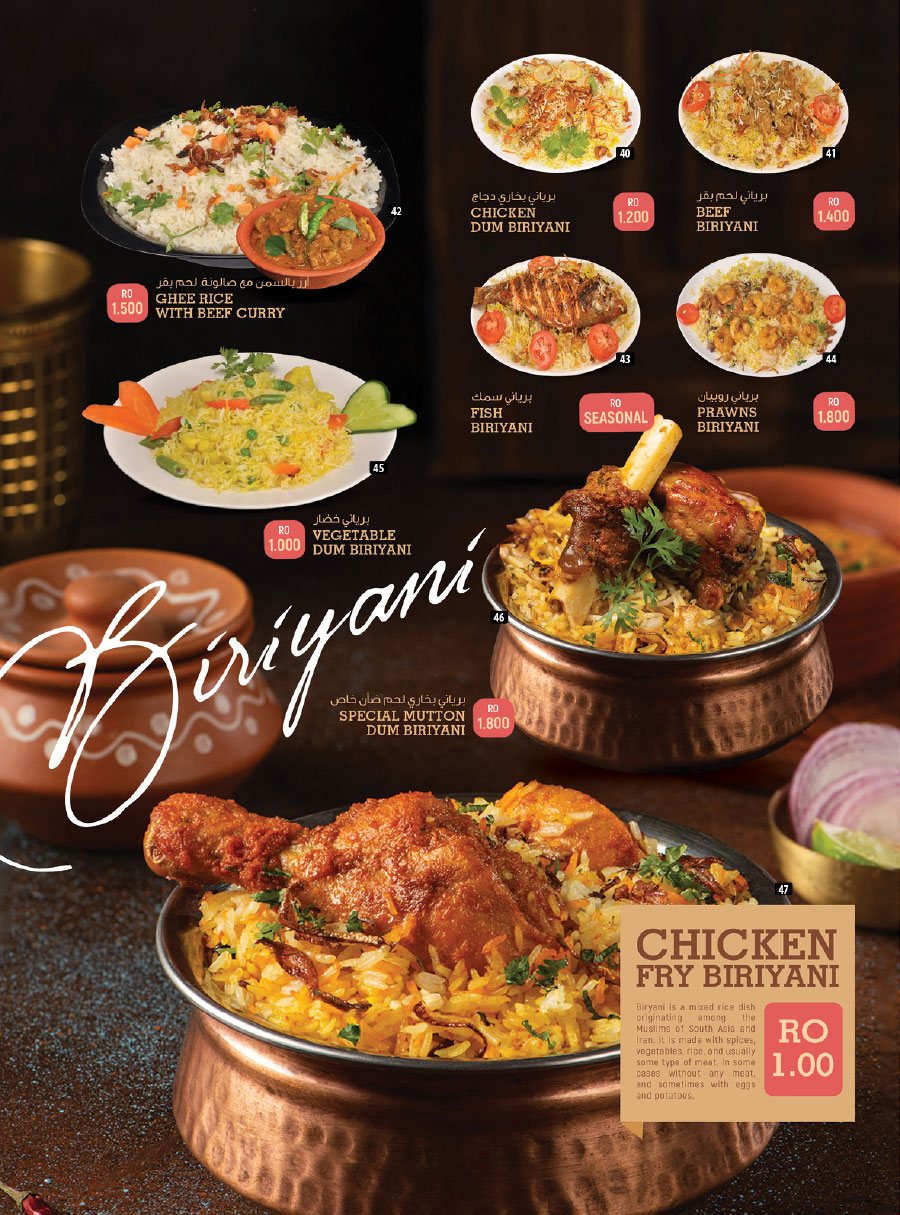 40
برياني بخاري دجاج
CHICKEN
DUM BIRIYANI
RO
1.200
41
برياني لحم بقر
BEEF
BIRIYANI
RO
1.400
42
أرز بالسمن مع صالونة لحم بقر
GHEE RICE
WITH BEEF CURRY
RO
1.500
43
برياني سمك
FISH
BIRIYANI
RO
SEASONAL
44
برياني روبيان
PRAWNS
BIRIYANI
RO
1.800
45
برياني خضار
VEGETABLE
DUM BIRIYANI
RO
1.000
Biriyani
46
برياني بخاري لحم ضأن خاص
SPECIAL MUTTON
DUM BIRIYANI
RO
1.800
47
CHICKEN
FRY BIRIYANI
Biryani is a mixed rice dish
originating among the
Muslims of South Asia and
Iran. It is made with spices,
vegetables, rice, and usually
some type of meat. In some
cases without any meat,
and sometimes with eggs
and potatoes.
RO
1.00